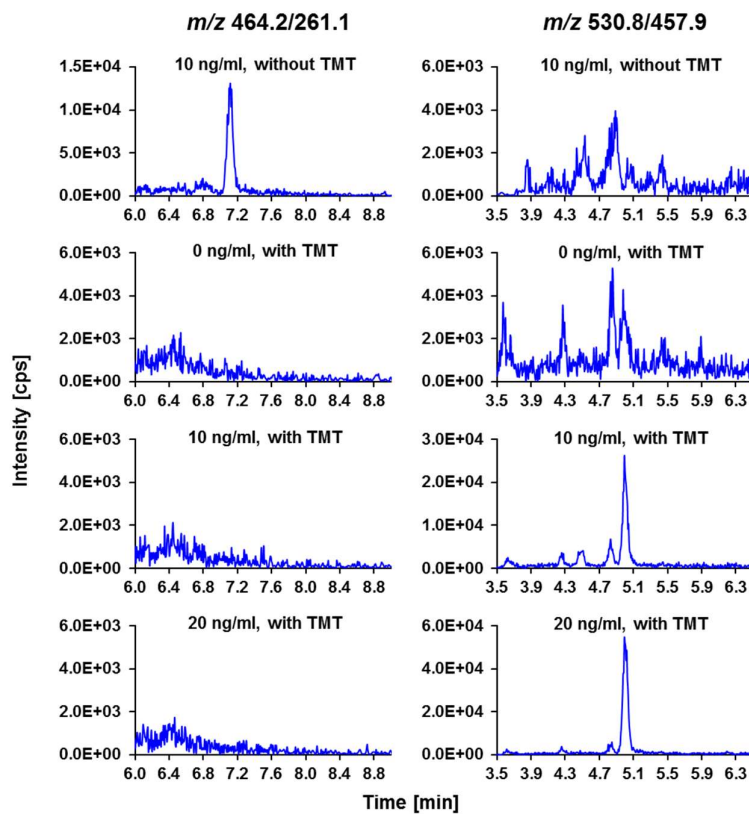 m/z 464.2/261.1
m/z 530.8/457.9
10 ng/ml, without TMT
1.5E+04
1.0E+04
5.0E+03
0.0E+00
6.0 6.4 6.8 7.2 7.6 8.0 8.4 8.8
10 ng/ml, without TMT
6.0E+03
4.0E+03
2.0E+03
0.0E+00
3.5 3.9 4.3 4.7 5.1 5.5 5.9 6.3
0 ng/ml, with TMT
6.0E+03
4.0E+03
2.0E+03
0.0E+00
6.0 6.4 6.8 7.2 7.6 8.0 8.4 8.8
0 ng/ml, with TMT
6.0E+03
4.0E+03
2.0E+03
0.0E+00
3.5 3.9 4.3 4.7 5.1 5.5 5.9 6.3
10 ng/ml, with TMT
6.0E+03
4.0E+03
2.0E+03
0.0E+00
6.0 6.4 6.8 7.2 7.6 8.0 8.4 8.8
10 ng/ml, with TMT
3.0E+04
2.0E+04
1.0E+04
0.0E+00
3.5 3.9 4.3 4.7 5.1 5.5 5.9 6.3
20 ng/ml, with TMT
6.0E+03
4.0E+03
2.0E+03
0.0E+00
6.0 6.4 6.8 7.2 7.6 8.0 8.4 8.8
20 ng/ml, with TMT
6.0E+04
4.0E+04
2.0E+04
0.0E+00
3.5 3.9 4.3 4.7 5.1 5.5 5.9 6.3
Intensity [cps]
Time [min]